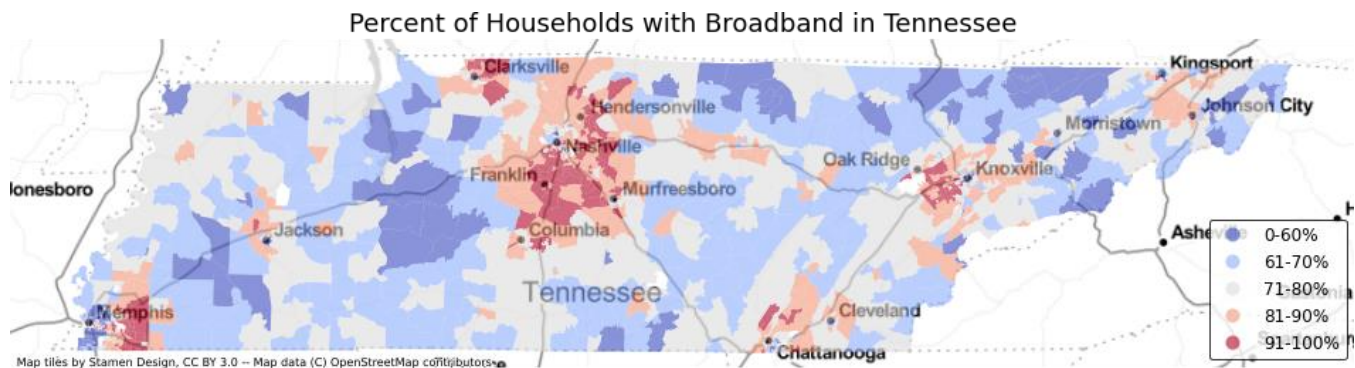 Percent of Households with Broadband in Tennessee
Clarksville
Kingsport
Hendersonville
Johnson City
Morristown
Nashville
Oak Ridge
Knoxville
Franklin
Murfreesboro
Jonesboro
Jackson
Columbia
Asheville
Tennessee
Memphis
Cleveland
Chattanooga
0-60%
61-70%
71-80%
81-90%
91-100%
Map tiles by Stamen Design, CC BY 3.0 -- Map data (C) OpenStreetMap contributors